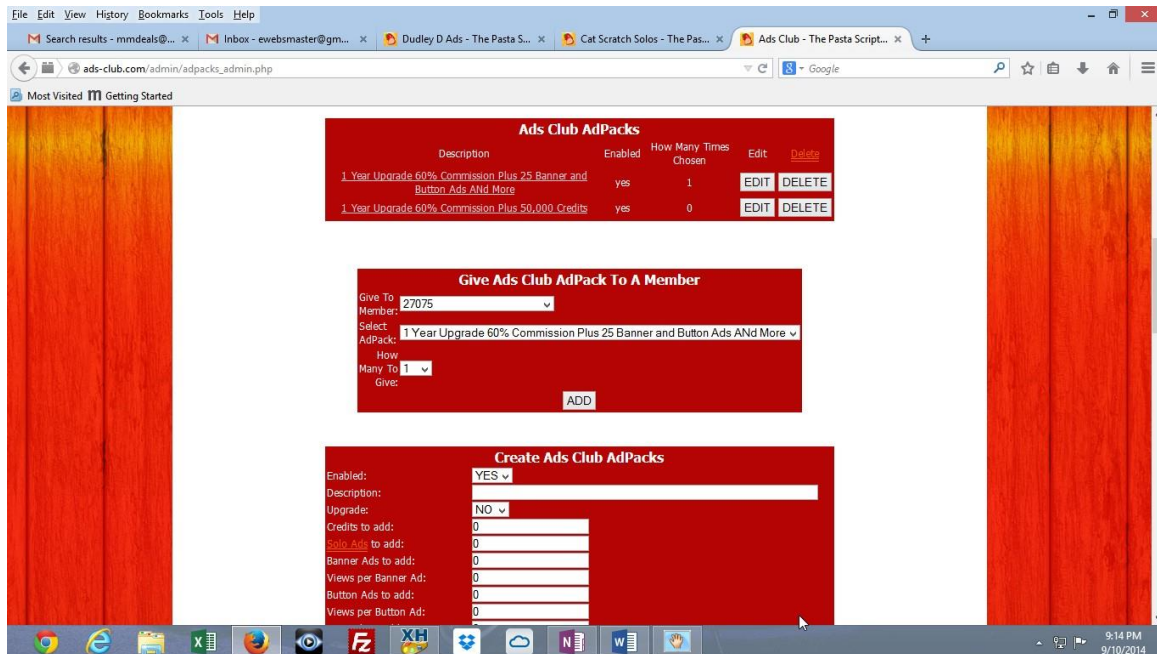 File Edit View History Bookmarks Tools Help
Search results - mmdeals@... × Inbox - ewebsmaster@gm... × Dudley D Ads - The Pasta S... × Cat Scratch Solos - The Pas... × Ads Club - The Pasta Script... × +
ads-club.com/admin/adpacks_admin.php
Google
Most Visited Getting Started
Ads Club AdPacks
Description Enabled How Many Times Edit Delete
Chosen
1 Year Upgrade 60% Commission Plus 25 Banner and yes 1 EDIT DELETE
Button Ads ANd More
1 Year Upgrade 60% Commission Plus 50,000 Credits yes 0 EDIT DELETE
Give Ads Club AdPack To A Member
Give To
Member: 27075
Select
AdPack: 1 Year Upgrade 60% Commission Plus 25 Banner and Button Ads ANd More
How
Many To 1
Give:
ADD
Create Ads Club AdPacks
Enabled: YES
Description:
Upgrade: NO
Credits to add: 0
Solo Ads to add: 0
Banner Ads to add: 0
Views per Banner Ad: 0
Button Ads to add: 0
Views per Button Ad: 0
9:14 PM
9/10/2014